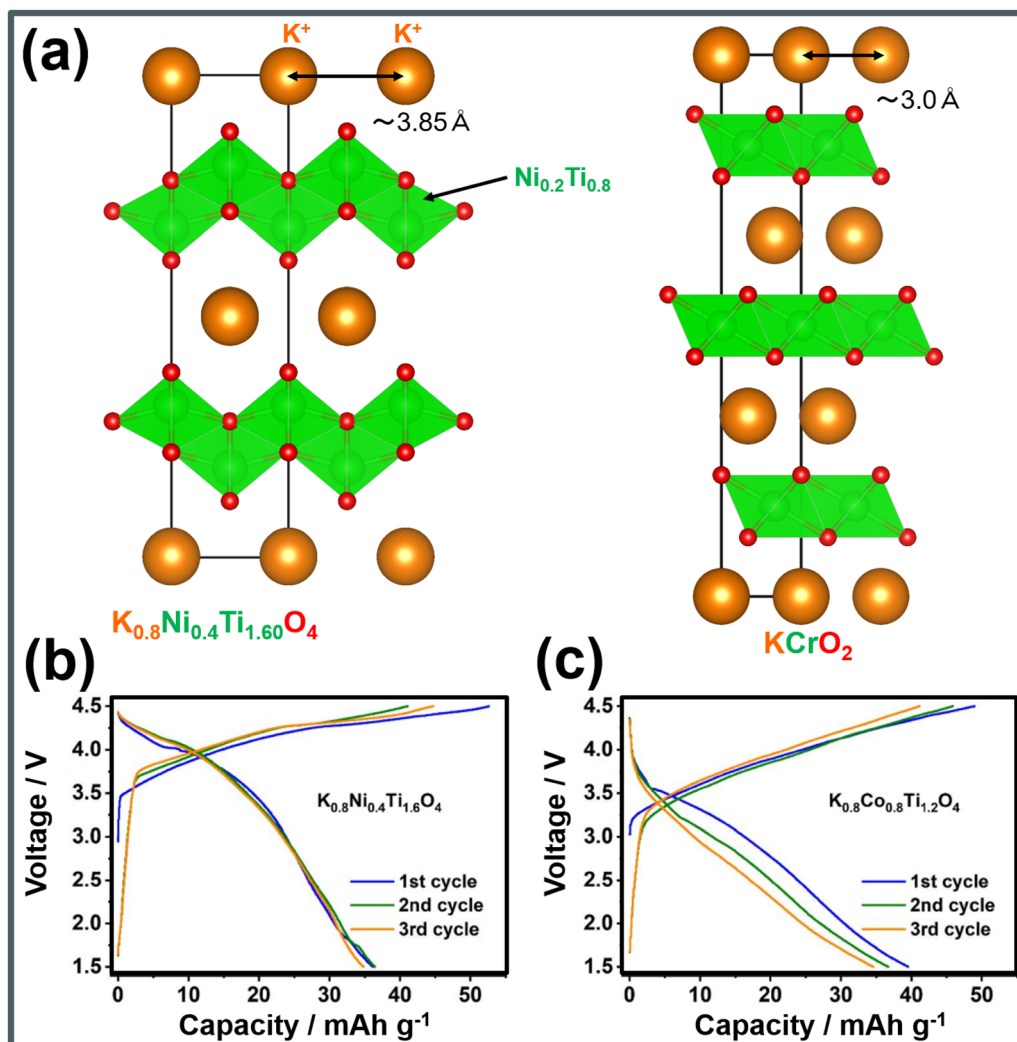 (a)
K⁺ K⁺
~3.85 Å
~3.0 Å
Ni₀.₂Ti₀.₈
K₀.₈Ni₀.₄Ti₁.₆₀O₄
KCrO₂
(b)
Voltage / V
4.5
4.0
3.5
3.0
2.5
2.0
1.5
K₀.₈Ni₀.₄Ti₁.₆O₄
1st cycle
2nd cycle
3rd cycle
0 10 20 30 40 50
Capacity / mAh g⁻¹
(c)
Voltage / V
4.5
4.0
3.5
3.0
2.5
2.0
1.5
K₀.₈Co₀.₈Ti₁.₂O₄
1st cycle
2nd cycle
3rd cycle
0 10 20 30 40 50
Capacity / mAh g⁻¹